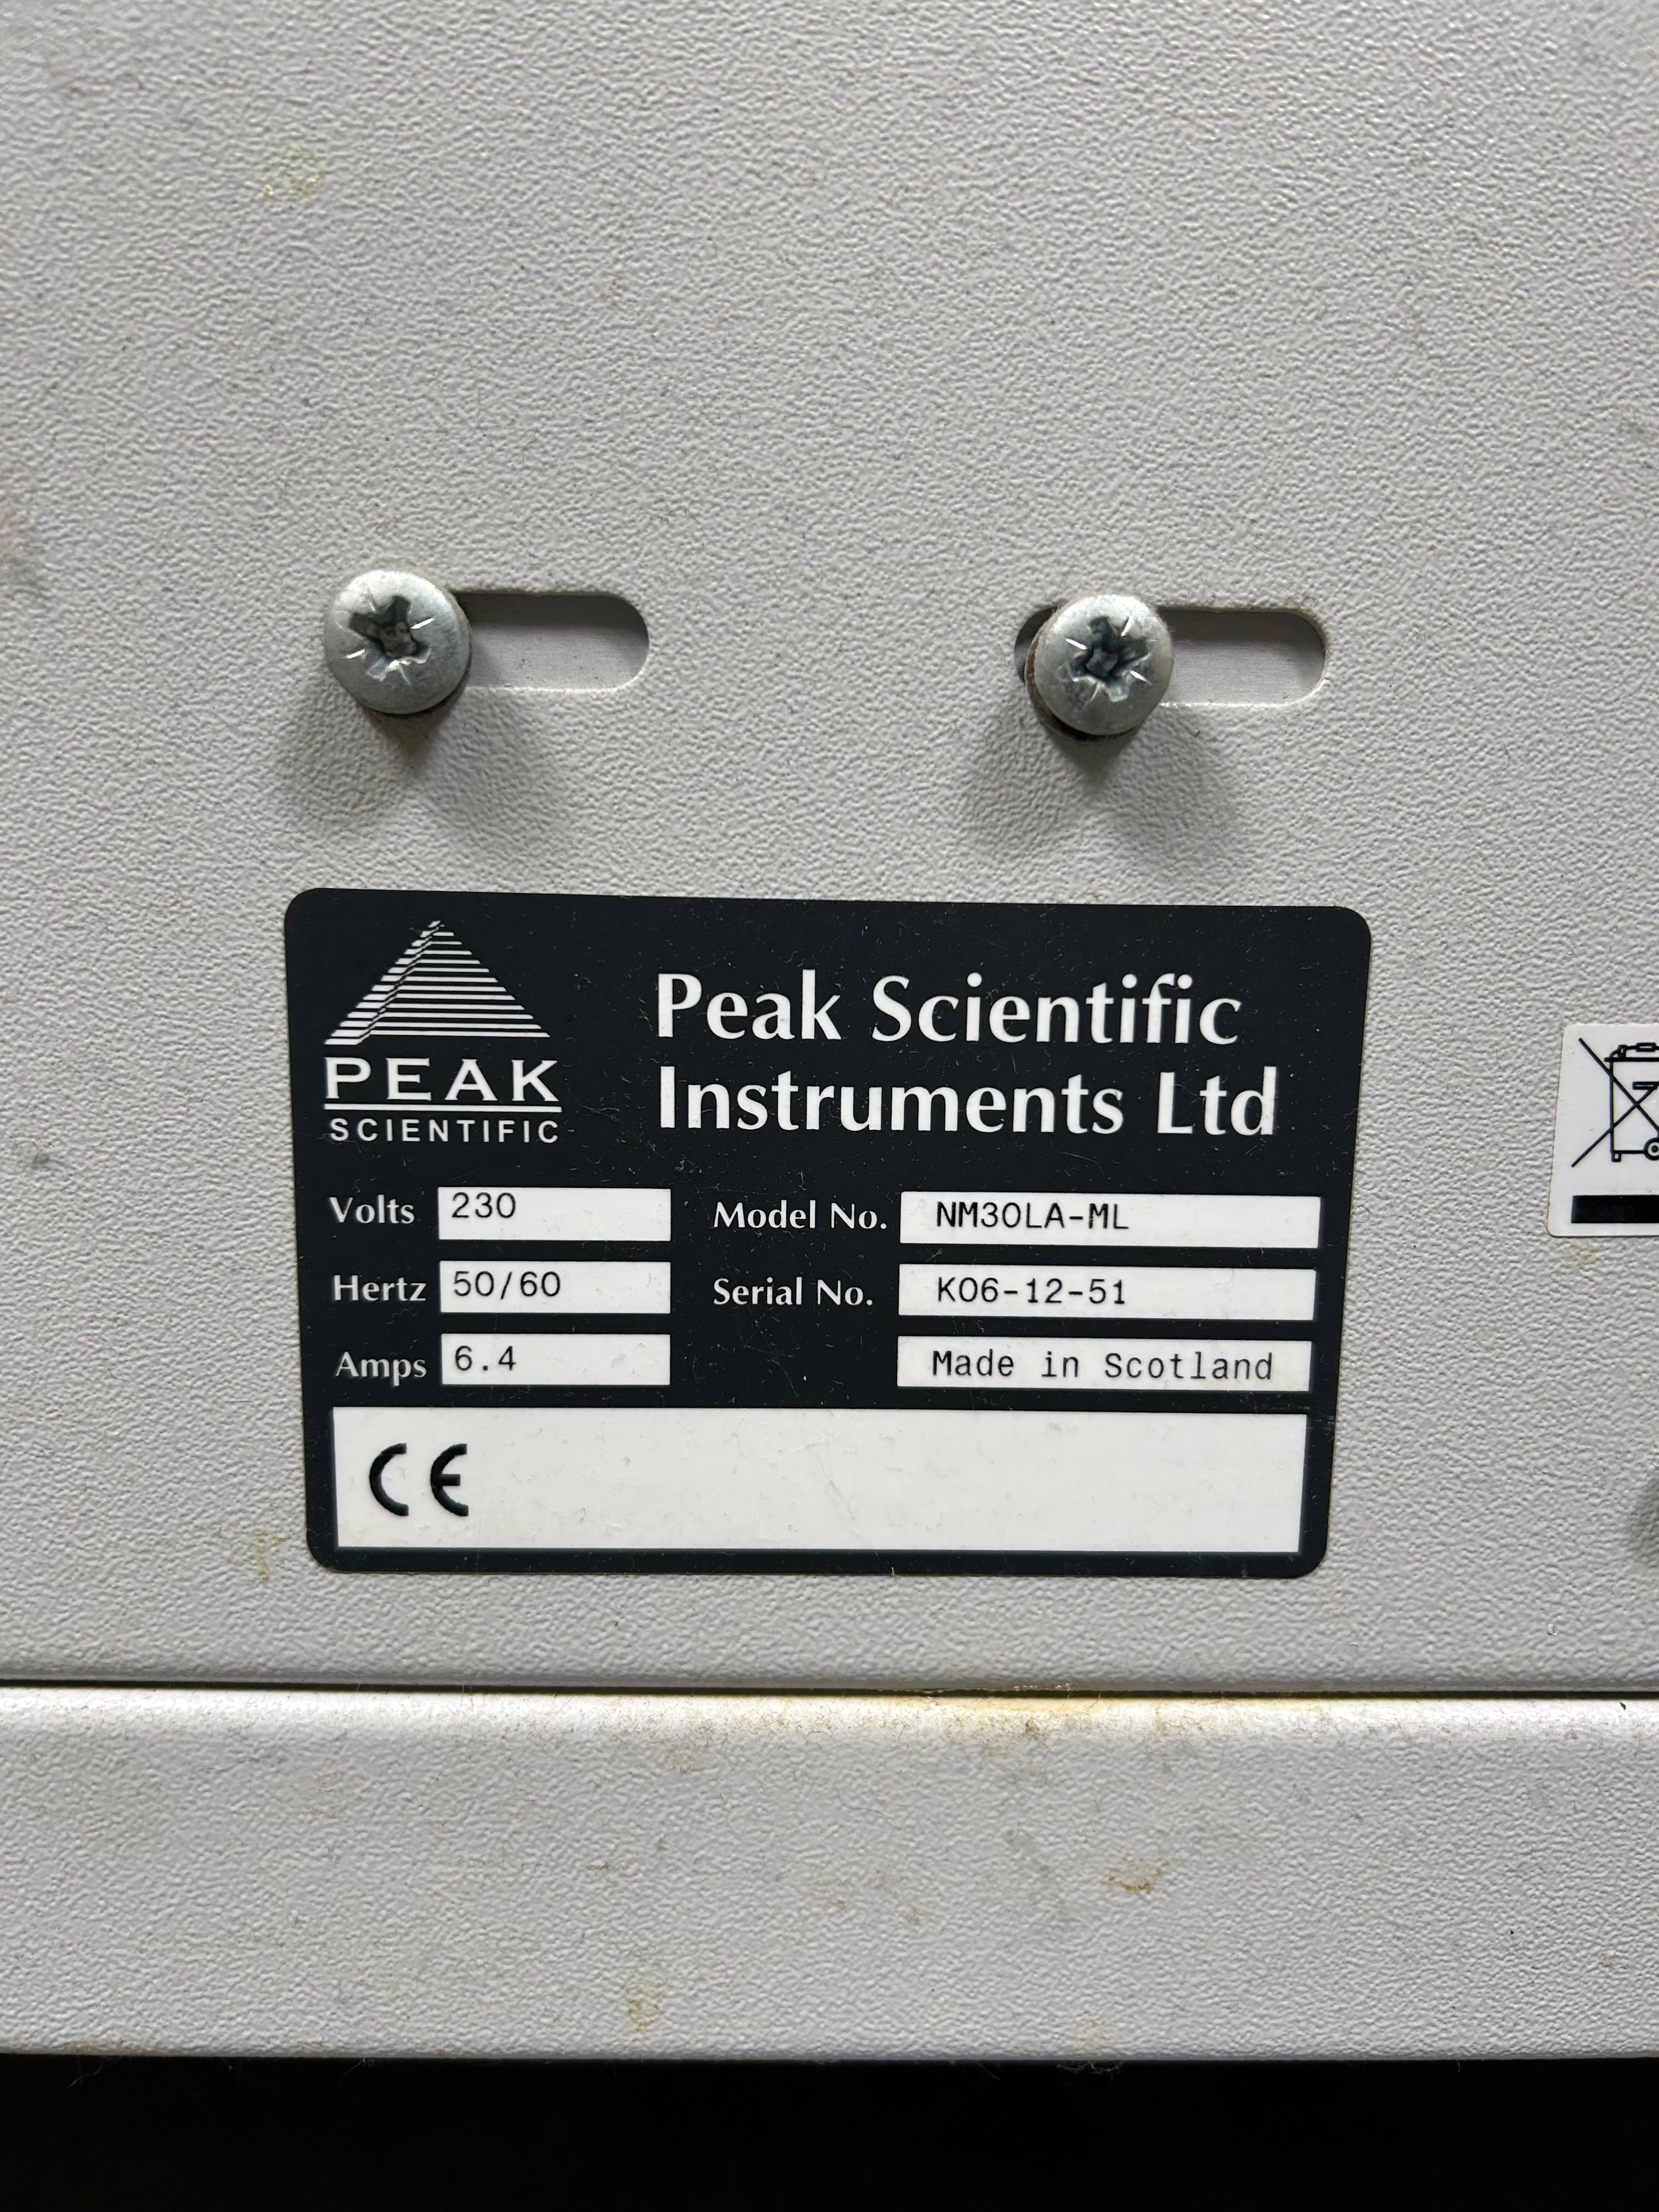 PEAK
SCIENTIFIC
Peak Scientific
Instruments Ltd
Volts 230
Model No. NM30LA-ML
Hertz 50/60
Serial No. K06-12-51
Amps 6.4
Made in Scotland
CE